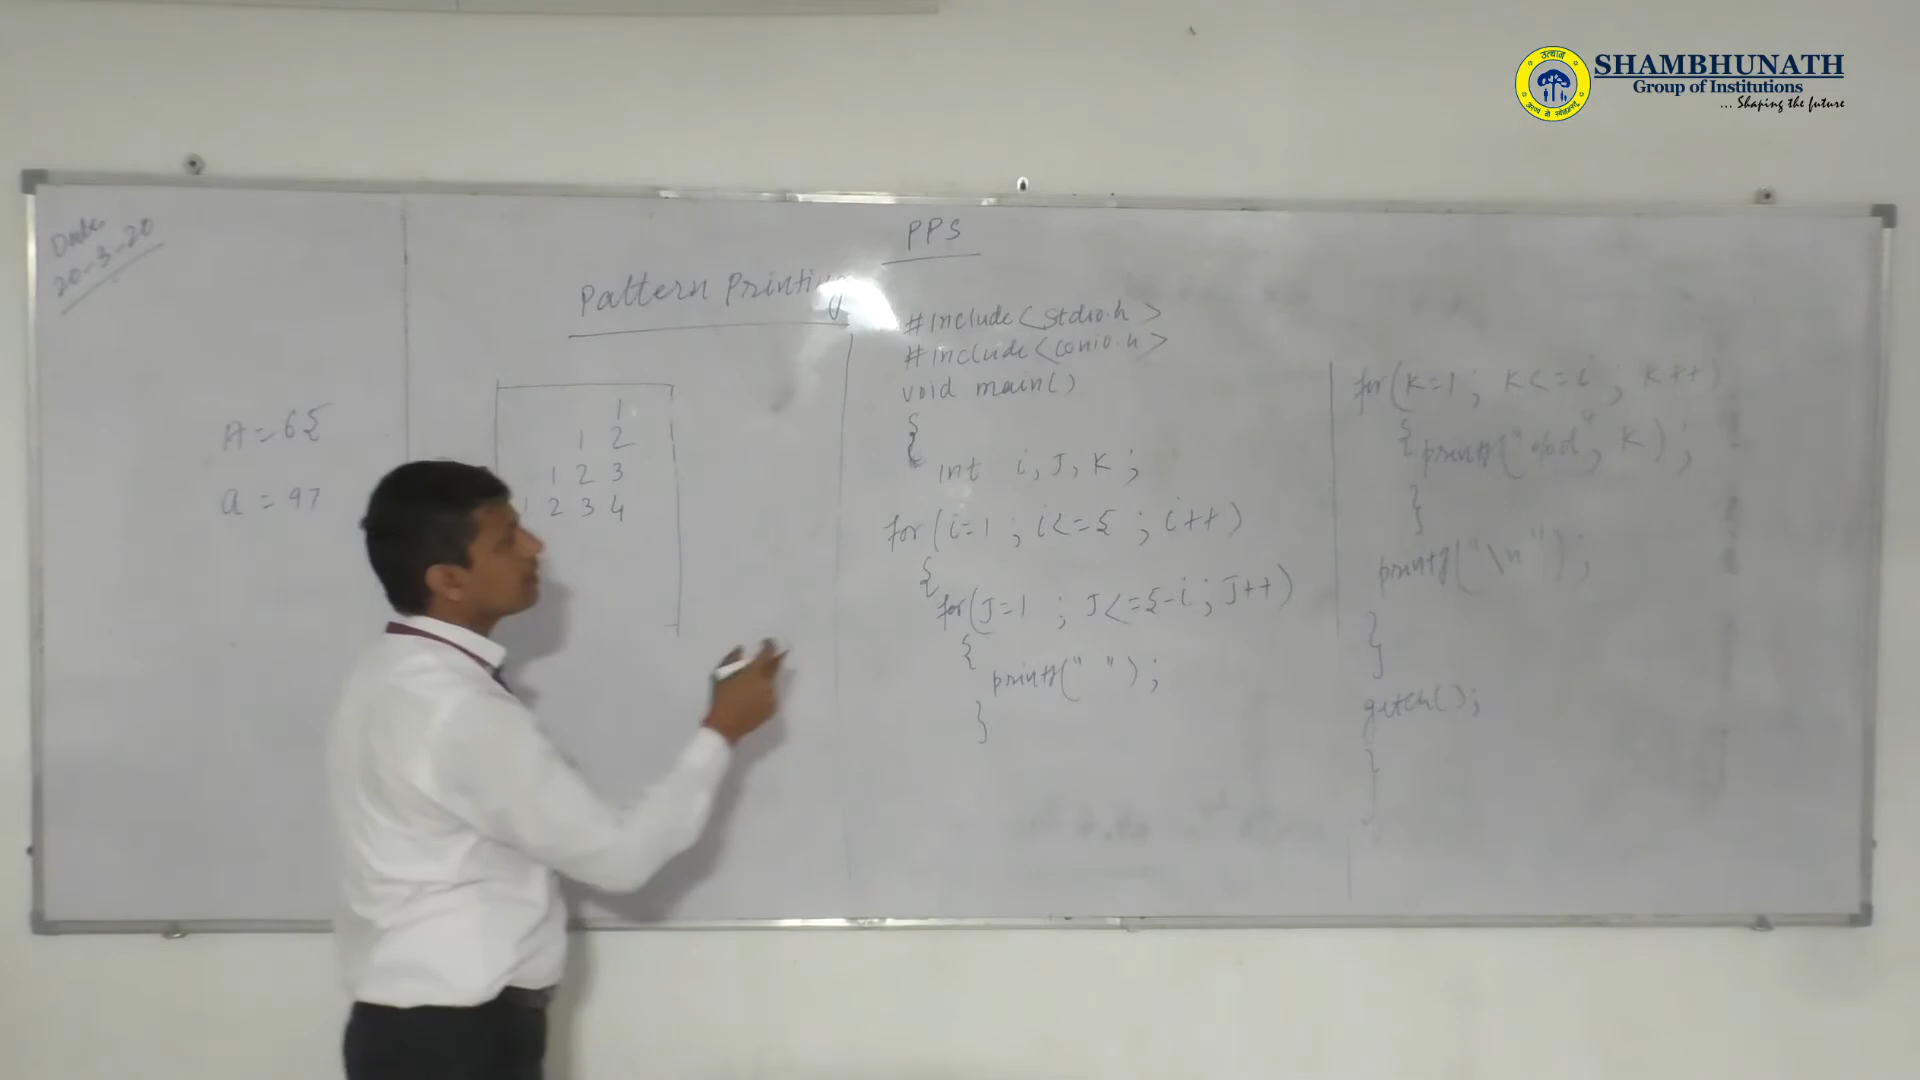 उत्थान
SHAMBHUNATH
Group of Institutions
... Shaping the future
Date
20-3-20
PPS
Pattern Printing
A = 65
a = 97
1
1 2
1 2 3
1 2 3 4
#include<stdio.h>
#include<conio.h>
void main()
{
int i, J, K ;
for(i=1 ; i<=5 ; i++)
{
for(J=1 ; J<=5-i ; J++)
{
printf(" ");
}
for(K=1 ; K<=i ; K++)
{ printf("%d", K) ;
}
printf("\n");
}
getch();
}